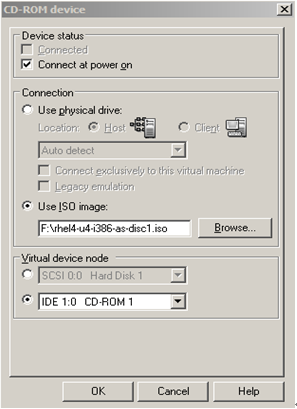 CD-ROM device
Device status
Connected
Connect at power on
Connection
Use physical drive:
Location: Host Client
Auto detect
Connect exclusively to this virtual machine
Legacy emulation
Use ISO image:
F:\rhel4-u4-i386-as-disc1.iso Browse...
Virtual device node
SCSI 0:0 Hard Disk 1
IDE 1:0 CD-ROM 1
OK Cancel Help